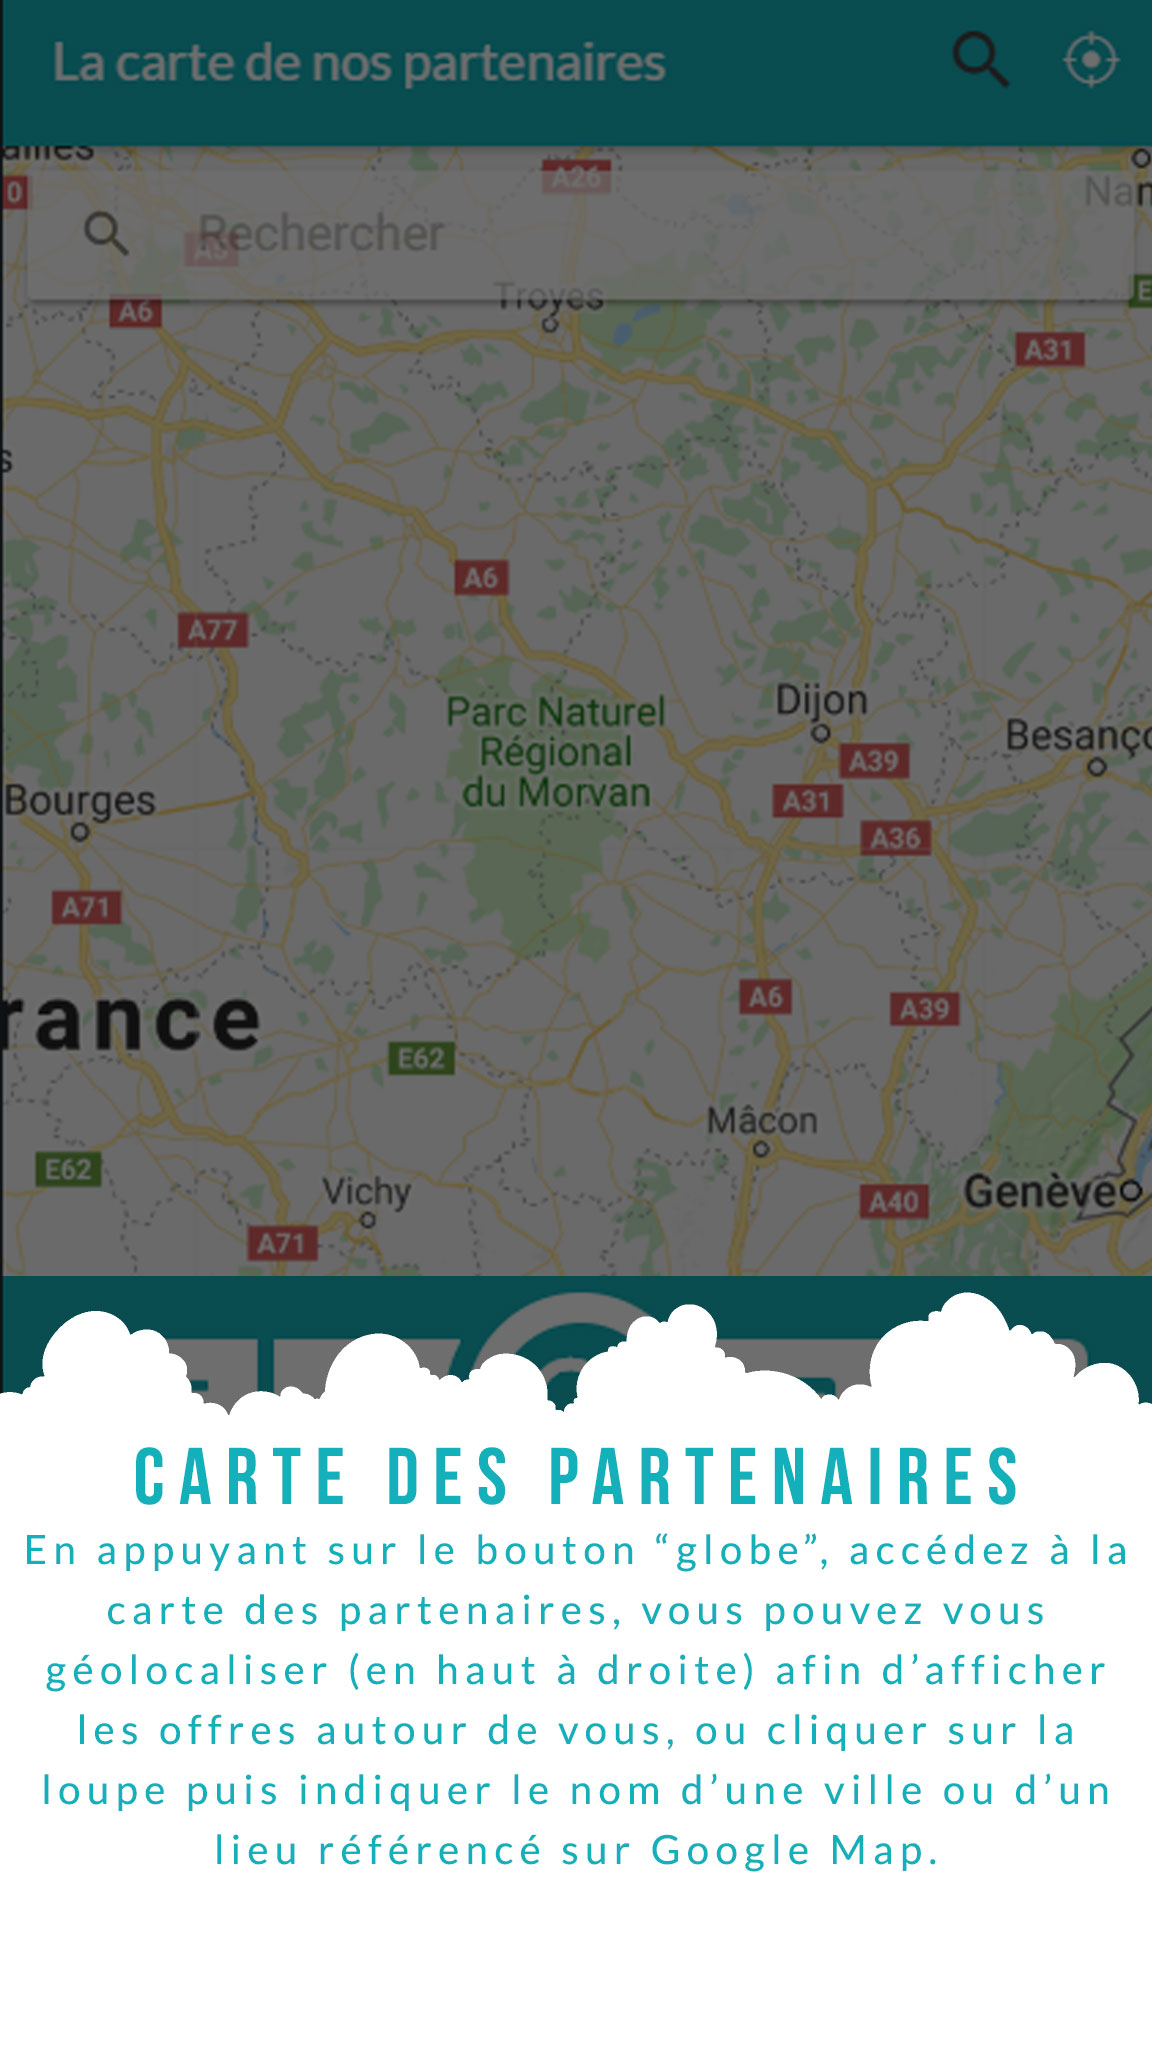 La carte de nos partenaires
A26
0
Rechercher
A5
Troyes
A6
A31
A6
A77
Parc Naturel
Régional
du Morvan
Dijon
A39
Bourges
A31
A36
A71
A6
A39
rance
E62
Mâcon
E62
Vichy
A40
Genève
A71
CARTE DES PARTENAIRES
En appuyant sur le bouton “globe”, accédez à la
carte des partenaires, vous pouvez vous
géolocaliser (en haut à droite) afin d’afficher
les offres autour de vous, ou cliquer sur la
loupe puis indiquer le nom d’une ville ou d’un
lieu référencé sur Google Map.